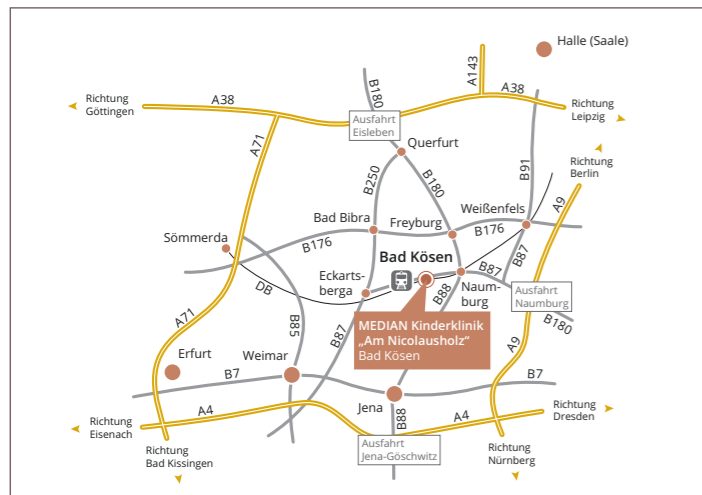 Halle (Saale)
A143
B180
A38
A38
Richtung
Göttingen
Richtung
Leipzig
Ausfahrt
Eisleben
A71
Querfurt
B91
Richtung
Berlin
B250
B180
A9
Weißenfels
Bad Bibra
Freyburg
B176
B176
Sömmerda
Bad Kösen
B87
B87
Eckarts-
berga
Naum-
burg
DB
B88
Ausfahrt
Naumburg
B180
A71
B85
B87
MEDIAN Kinderklinik
„Am Nicolausholz“
Bad Kösen
A9
Erfurt
Weimar
B7
B7
Jena
A4
B88
A4
Richtung
Dresden
Richtung
Eisenach
Ausfahrt
Jena-Göschwitz
Richtung
Bad Kissingen
Richtung
Nürnberg